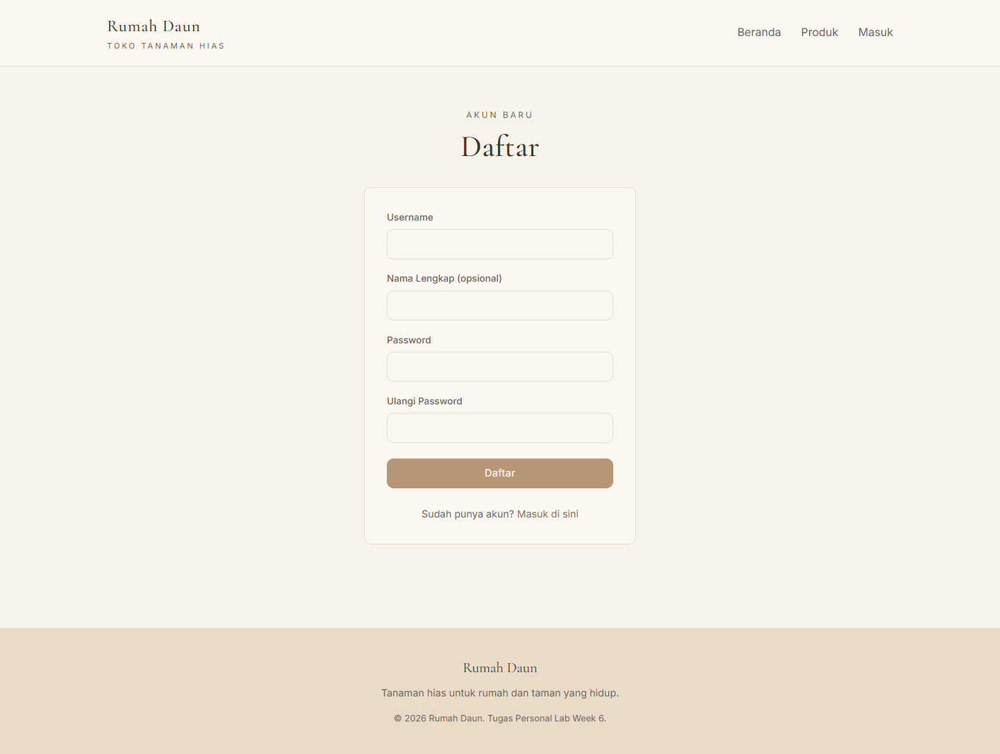 Rumah Daun
TOKO TANAMAN HIAS
Beranda Produk Masuk
AKUN BARU
Daftar
Username
Nama Lengkap (opsional)
Password
Ulangi Password
Daftar
Sudah punya akun? Masuk di sini
Rumah Daun
Tanaman hias untuk rumah dan taman yang hidup.
© 2026 Rumah Daun. Tugas Personal Lab Week 6.